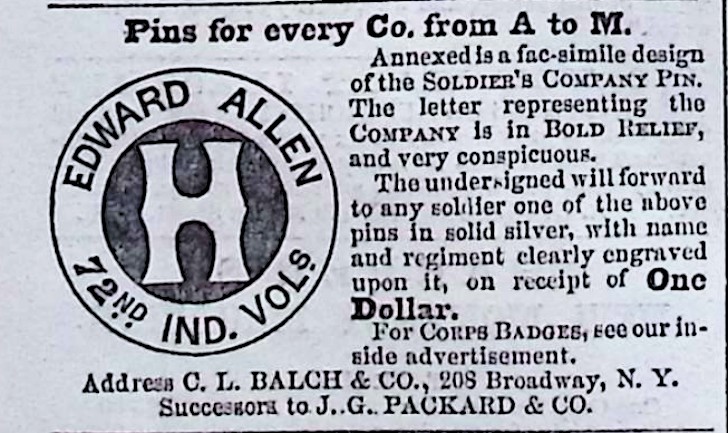 Pins for every Co. from A to M.
EDWARD ALLEN
H
72ND IND. VOLS.
Annexed is a fac-simile design
of the SOLDIER'S COMPANY PIN.
The letter representing the
COMPANY is in BOLD RELIEF,
and very conspicuous.
The undersigned will forward
to any soldier one of the above
pins in solid silver, with name
and regiment clearly engraved
upon it, on receipt of One
Dollar.
For CORPS BADGES, see our in-
side advertisement.
Address C. L. BALCH & CO., 208 Broadway, N. Y.
Successors to J. G. PACKARD & CO.